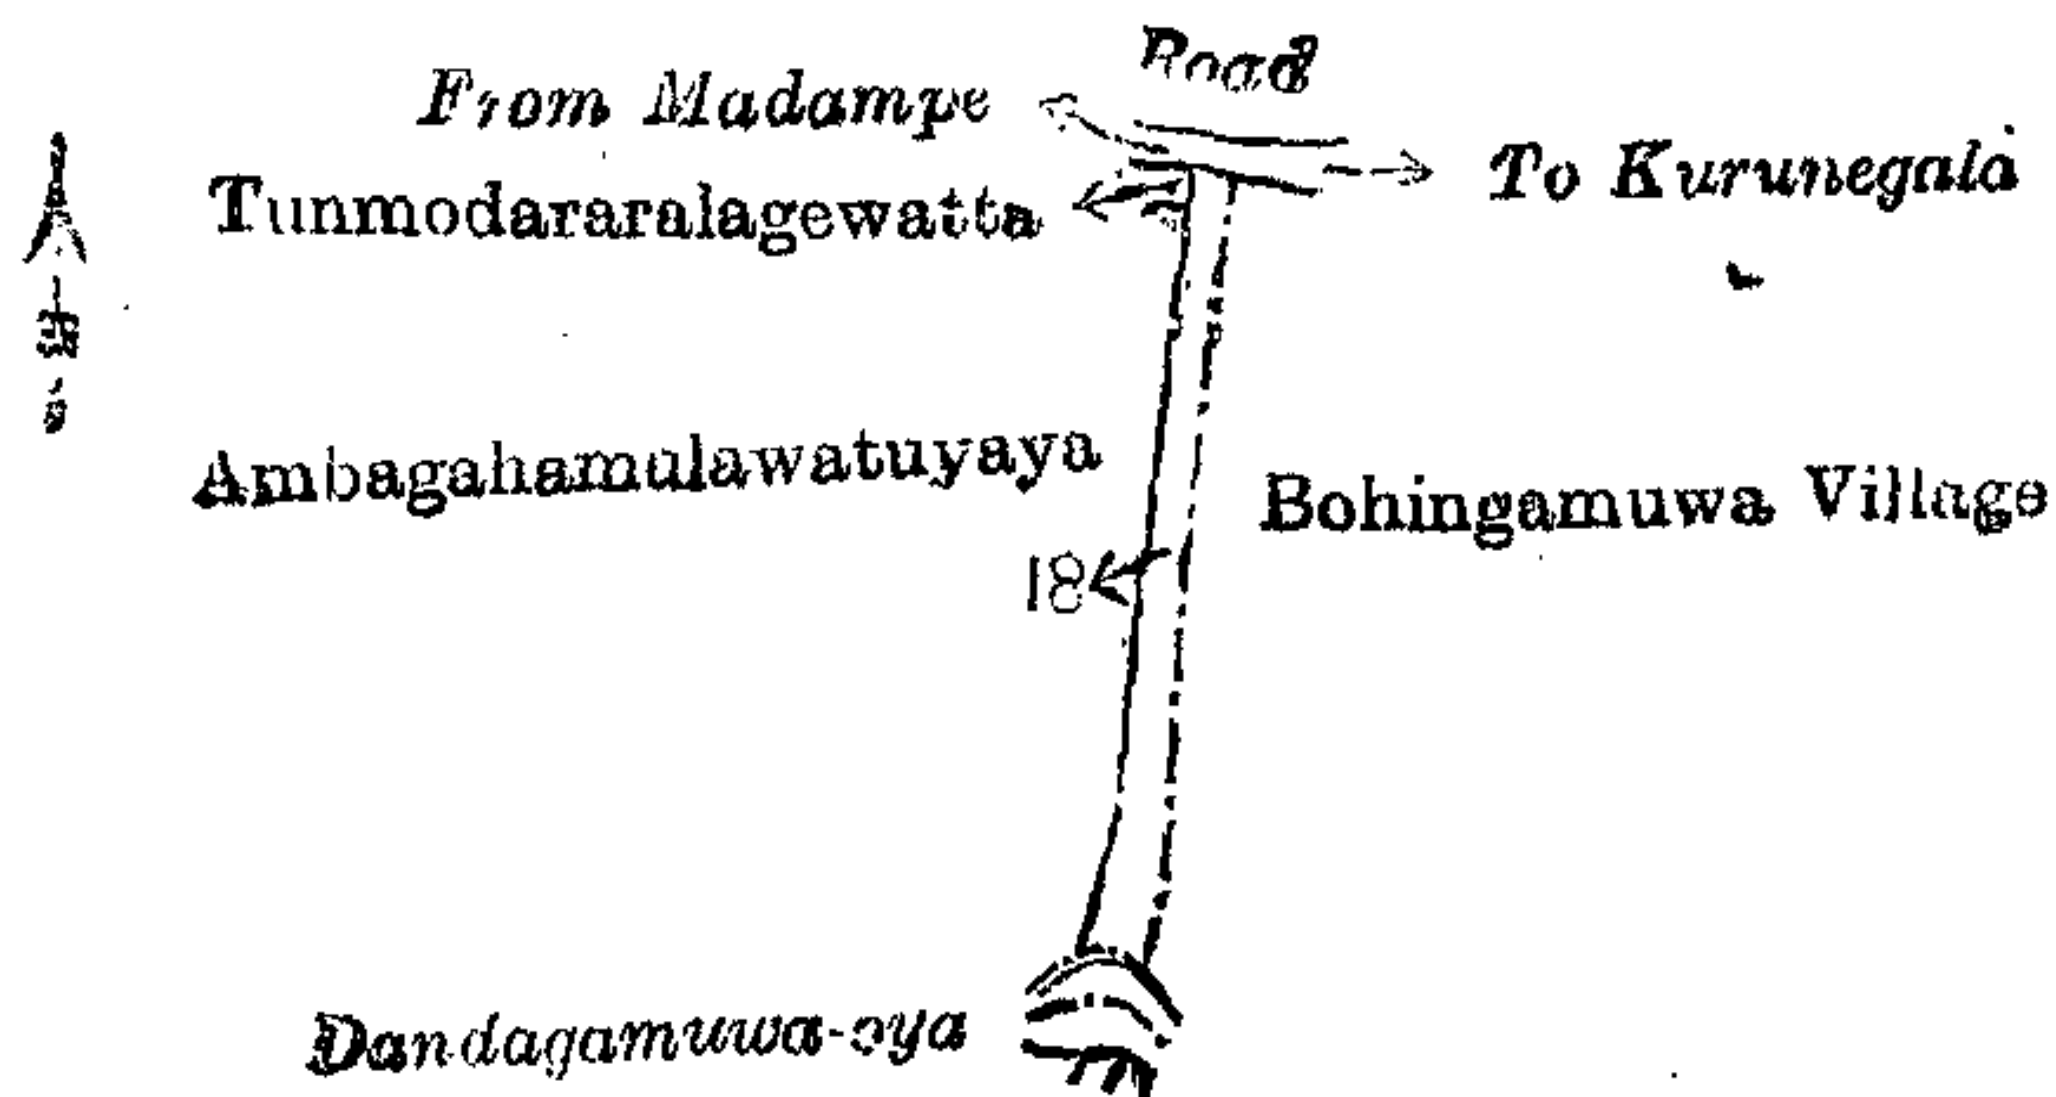 Road
From Madampe
To Kurunegala
Tunmodararalagewatta
Ambagahamulawatuyaya
Bohingamuwa Village
18
Dandagamuwa-oya